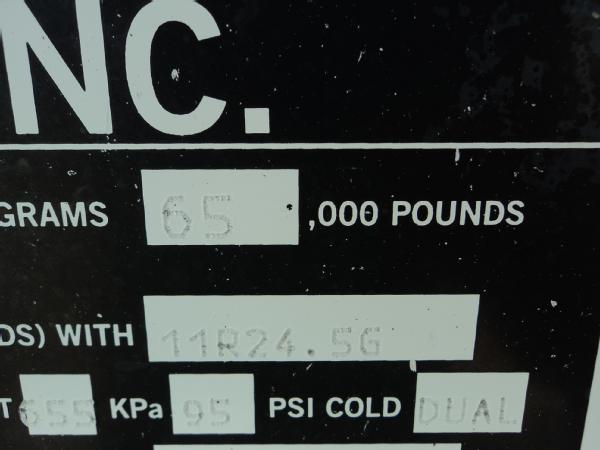 NC.
GRAMS 65 ,000 POUNDS
DS) WITH 11R24.5G
T 655 KPa 95 PSI COLD DUAL